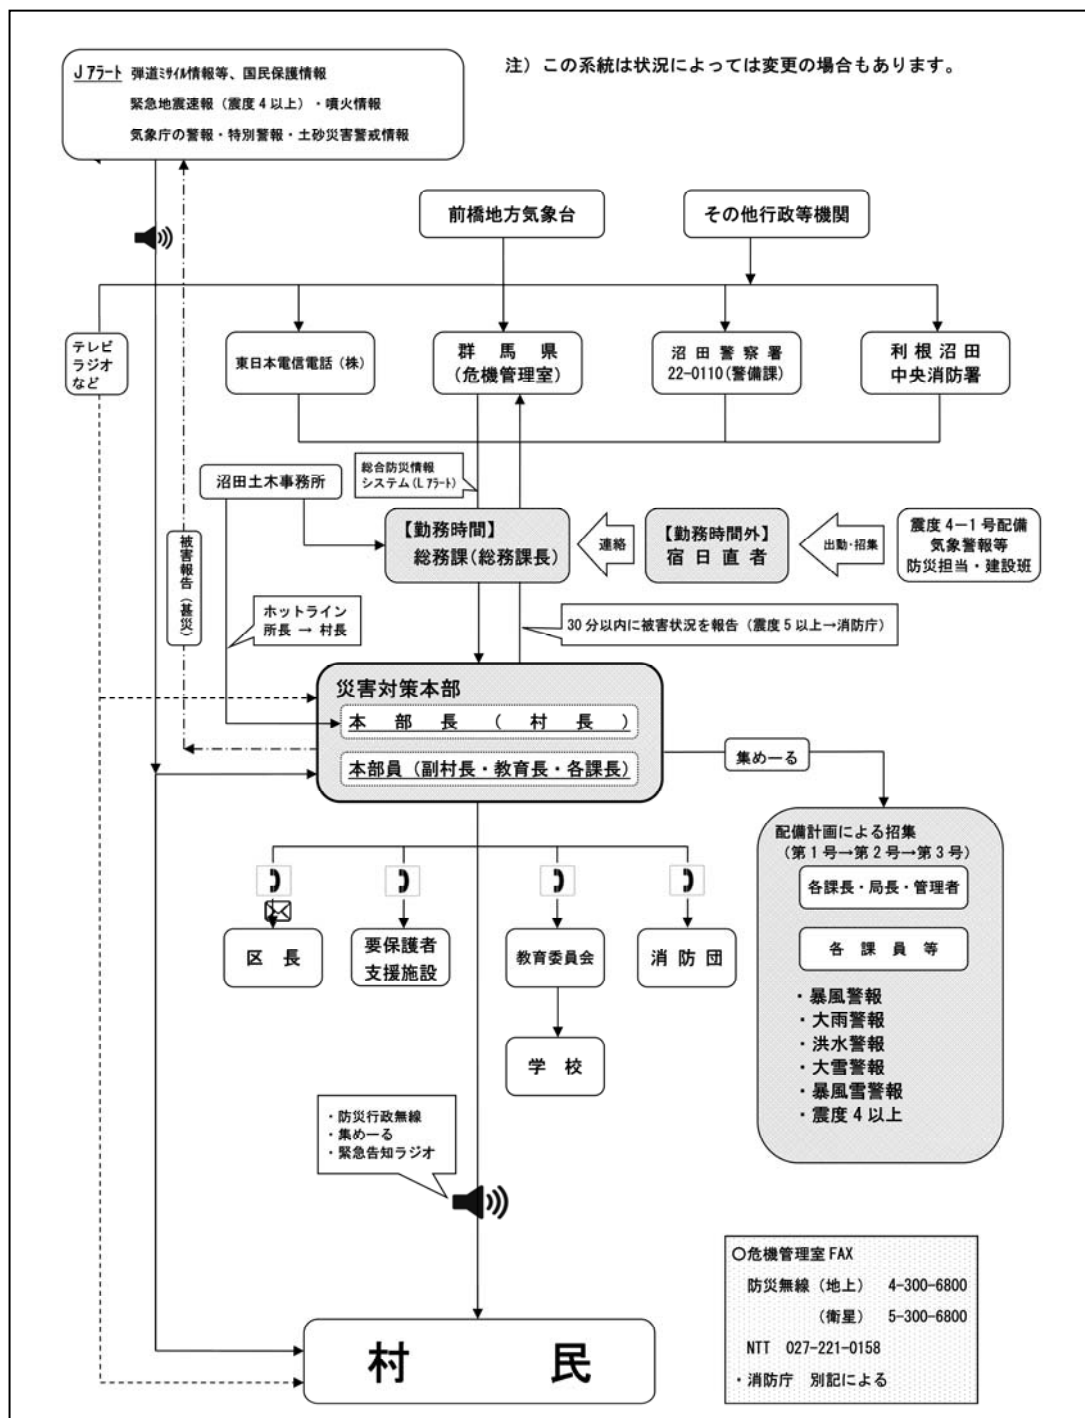 Jアラート 弾道ミサイル情報等、国民保護情報
緊急地震速報（震度4以上）・噴火情報
気象庁の警報・特別警報・土砂災害警戒情報
注）この系統は状況によっては変更の場合もあります。
前橋地方気象台
その他行政等機関
テレビ
ラジオ
など
東日本電信電話（株）
群馬県
（危機管理室）
沼田警察署
22-0110（警備課）
利根沼田
中央消防署
総合防災情報
システム（Lアラート）
沼田土木事務所
【勤務時間】
総務課（総務課長）
連絡
【勤務時間外】
宿日直者
出動・招集
震度4－1号配備
気象警報等
防災担当・建設班
被害報告（甚災）
ホットライン
所長 → 村長
30分以内に被害状況を報告（震度5以上→消防庁）
災害対策本部
本部長（村長）
本部員（副村長・教育長・各課長）
集めーる
配備計画による招集
（第1号→第2号→第3号）
各課長・局長・管理者
各課員等
・暴風警報
・大雨警報
・洪水警報
・大雪警報
・暴風雪警報
・震度4以上
区長
要保護者
支援施設
教育委員会
消防団
学校
・防災行政無線
・集めーる
・緊急告知ラジオ
〇危機管理室FAX
防災無線（地上） 4-300-6800
（衛星） 5-300-6800
NTT 027-221-0158
・消防庁 別記による
村民